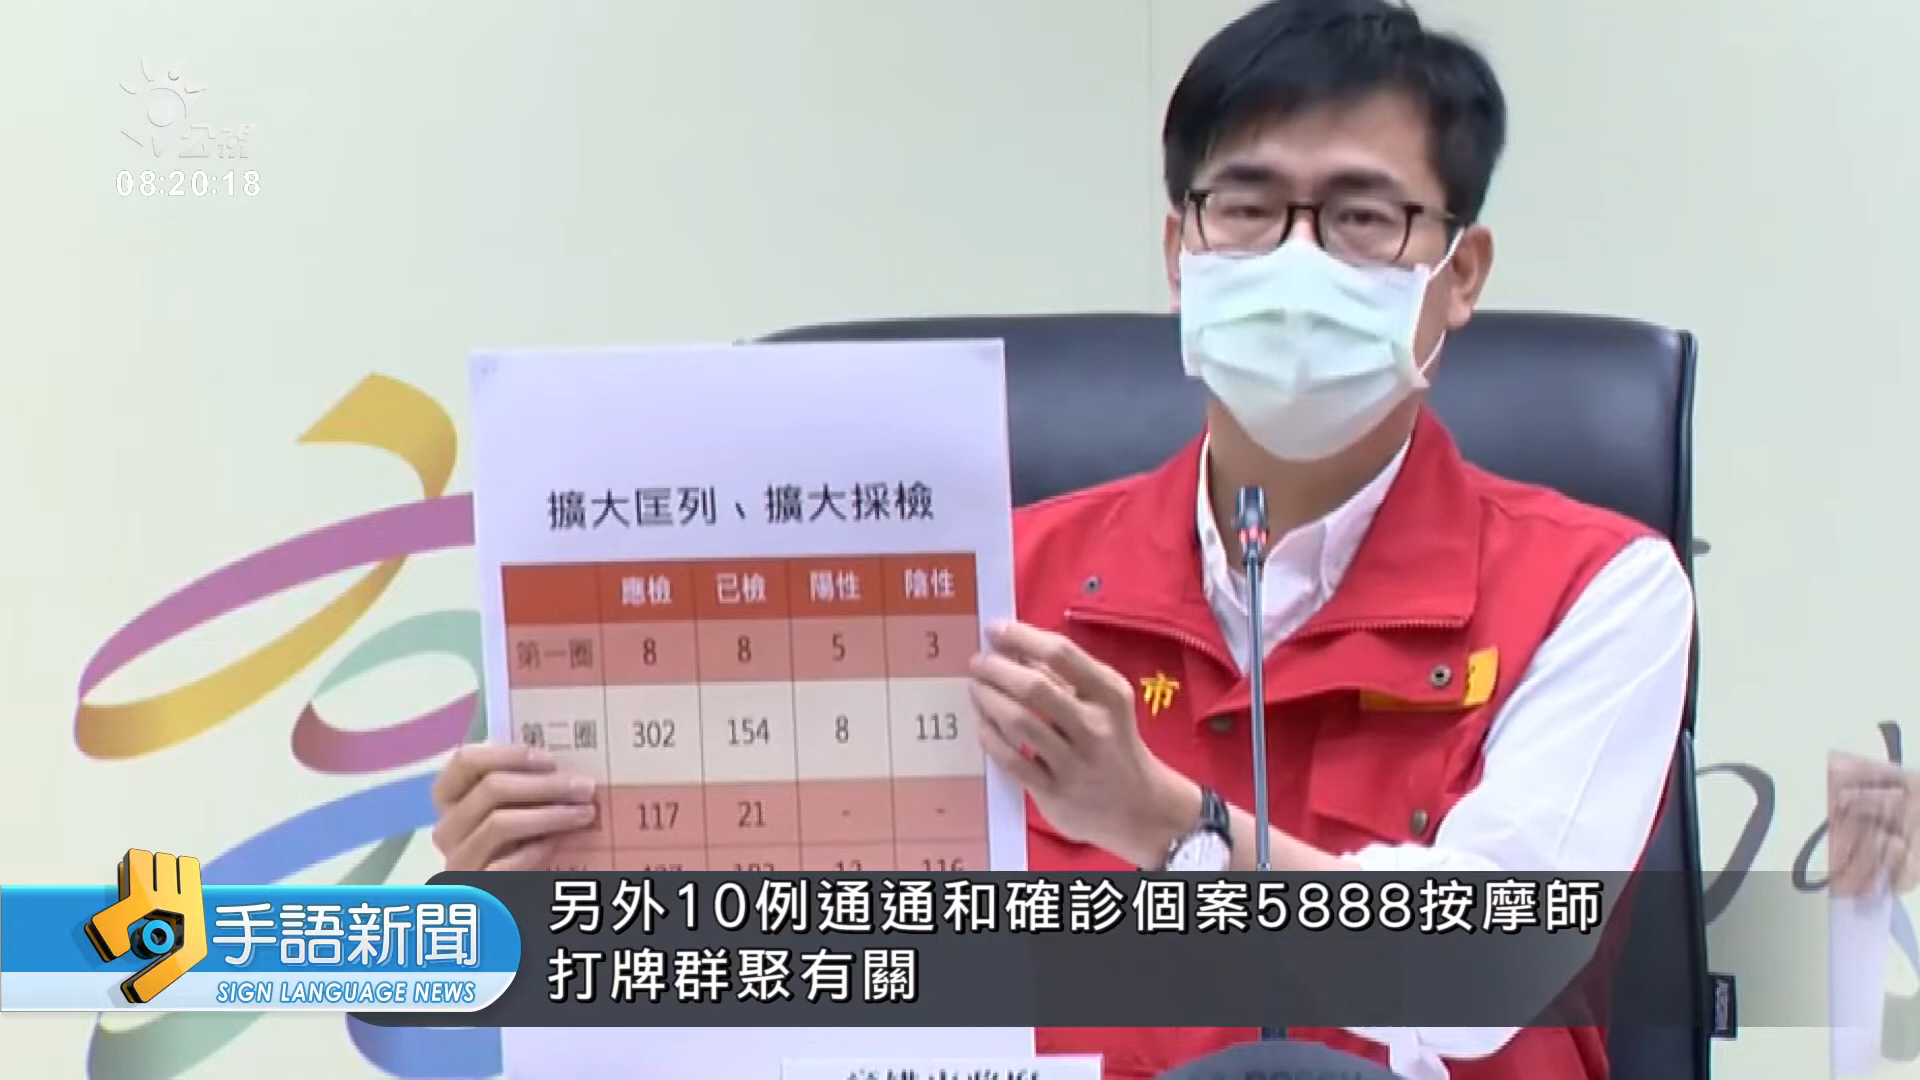 公視
08:20:18
擴大匡列、擴大採檢
應檢 已檢 陽性 陰性
第一圈 8 8 5 3
第二圈 302 154 8 113
117 21 - -
市
另外10例通通和確診個案5888按摩師
打牌群聚有關
手語新聞
SIGN LANGUAGE NEWS